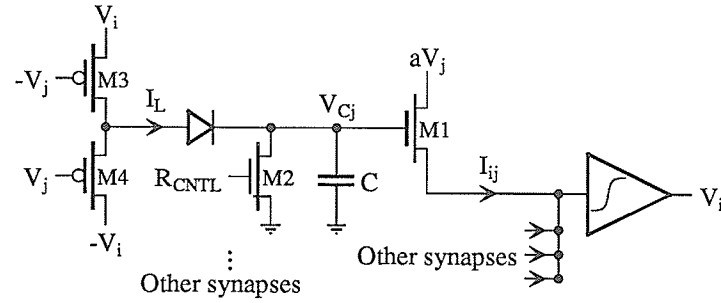 V_i
aV_j
-V_j
M3
I_L
V_Cj
M1
V_j
M4
R_CNTL
M2
C
I_ij
V_i
-V_i
Other synapses
⋮
Other synapses